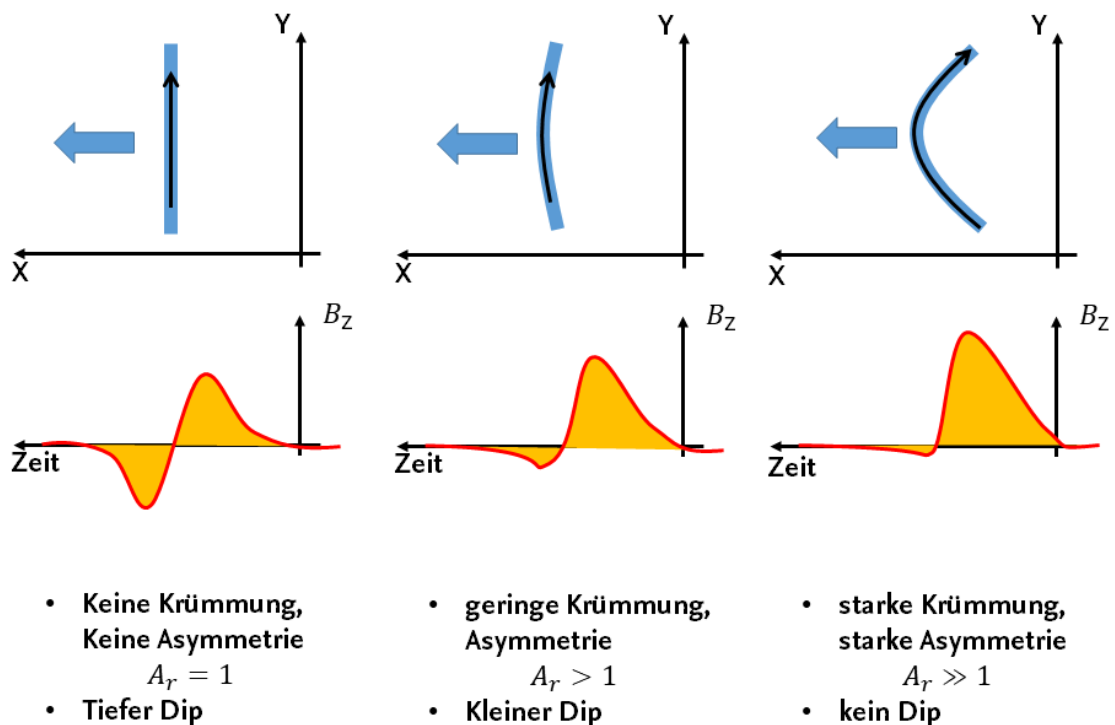 Y
X
Y
X
Y
X
B_Z
Zeit
B_Z
Zeit
B_Z
Zeit
• Keine Krümmung,
Keine Asymmetrie
A_r = 1
• Tiefer Dip
• geringe Krümmung,
Asymmetrie
A_r > 1
• Kleiner Dip
• starke Krümmung,
starke Asymmetrie
A_r ≫ 1
• kein Dip